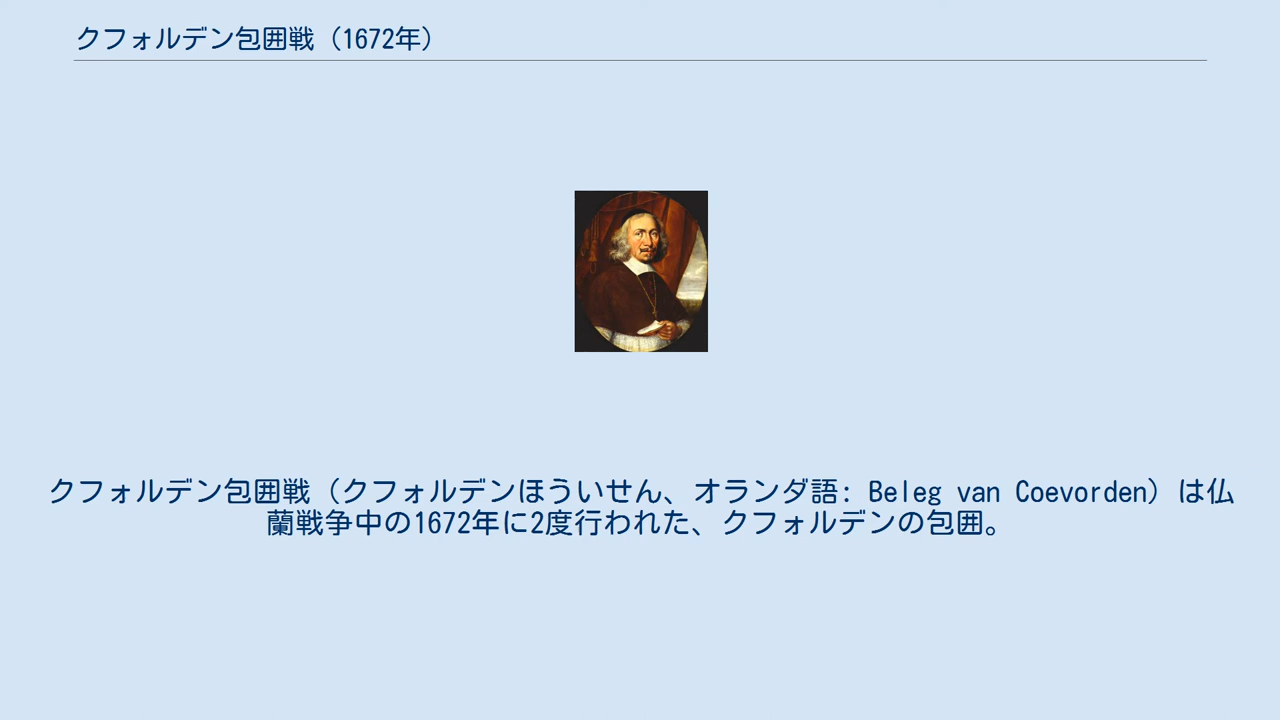 クフォルデン包囲戦（1672年）
クフォルデン包囲戦（クフォルデンほういせん、オランダ語: Beleg van Coevorden）は仏
蘭戦争中の1672年に2度行われた、クフォルデンの包囲。